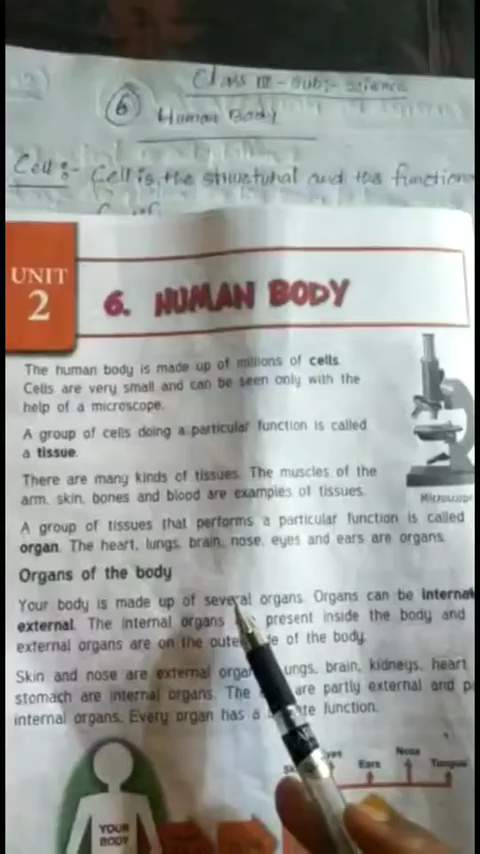 Class III - Sub:- Science
6 Human Body
Cell :- Cell is the structural and the
UNIT
2
6. HUMAN BODY
The human body is made up of millions of cells.
Cells are very small and can be seen only with the
help of a microscope.
A group of cells doing a particular function is called
a tissue.
There are many kinds of tissues. The muscles of the
arm, skin, bones and blood are examples of tissues.
Microscope
A group of tissues that performs a particular function is called
organ. The heart, lungs, brain, nose, eyes and ears are organs.
Organs of the body
Your body is made up of several organs. Organs can be
external. The internal organs present inside the body and
external organs are on the of the body.
Skin and nose are external brain, kidneys, heart
stomach are internal organs. The are partly external and
internal organs. Every organ has a function.
Ears
Nose
Tongue
YOUR
BODY